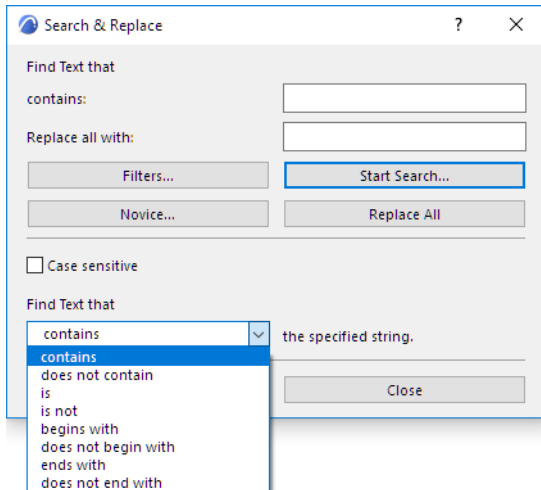 Search & Replace ?
Find Text that
contains:
Replace all with:
Filters... Start Search...
Novice... Replace All
Case sensitive
Find Text that
contains the specified string.
contains
does not contain
is
is not
begins with
does not begin with
ends with
does not end with
Close